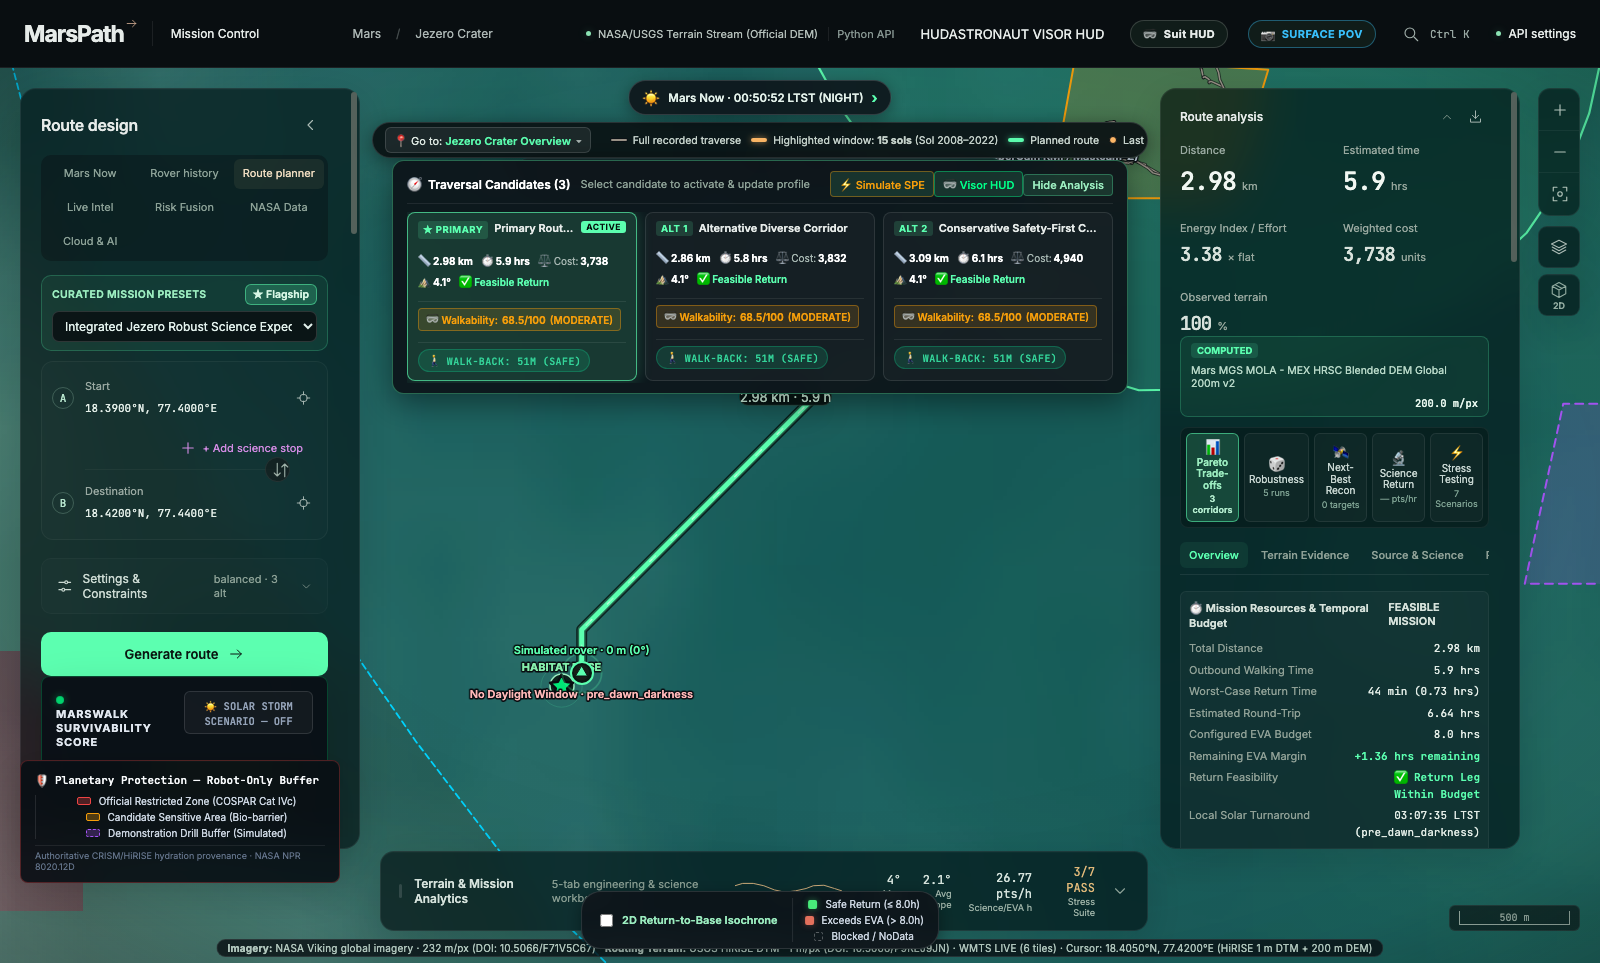 MarsPath
Mission Control
Mars / Jezero Crater
NASA/USGS Terrain Stream (Official DEM)
Python API
HUDASTRONAUT VISOR HUD
Suit HUD
SURFACE POV
Ctrl K
API settings
Mars Now · 00:50:52 LTST (NIGHT) ›
Route design
Mars Now
Rover history
Route planner
Live Intel
Risk Fusion
NASA Data
Cloud & AI
CURATED MISSION PRESETS
★ Flagship
Integrated Jezero Robust Science Expec
A
Start
18.3900°N, 77.4000°E
+ Add science stop
B
Destination
18.4200°N, 77.4400°E
Settings & Constraints
balanced · 3 alt
Generate route →
MARSWALK SURVIVABILITY SCORE
SOLAR STORM SCENARIO — OFF
Planetary Protection — Robot-Only Buffer
Official Restricted Zone (COSPAR Cat IVc)
Candidate Sensitive Area (Bio-barrier)
Demonstration Drill Buffer (Simulated)
Authoritative CRISM/HiRISE hydration provenance · NASA NPR 8020.12D
Go to: Jezero Crater Overview
Full recorded traverse
Highlighted window: 15 sols (Sol 2008–2022)
Planned route
Last
Traversal Candidates (3)
Select candidate to activate & update profile
Simulate SPE
Visor HUD
Hide Analysis
★ PRIMARY
Primary Rout...
ACTIVE
2.98 km
5.9 hrs
Cost: 3,738
4.1°
Feasible Return
Walkability: 68.5/100 (MODERATE)
WALK-BACK: 51M (SAFE)
ALT 1
Alternative Diverse Corridor
2.86 km
5.8 hrs
Cost: 3,832
4.1°
Feasible Return
Walkability: 68.5/100 (MODERATE)
WALK-BACK: 51M (SAFE)
ALT 2
Conservative Safety-First C...
3.09 km
6.1 hrs
Cost: 4,940
4.1°
Feasible Return
Walkability: 68.5/100 (MODERATE)
WALK-BACK: 51M (SAFE)
2.98 km · 5.9 h
Simulated rover · 0 m (0°)
No Daylight Window · pre_dawn_darkness
Terrain & Mission Analytics
5-tab engineering & science
4°
2.1°
Avg
26.77 pts/h
Science/EVA h
3/7 PASS
Stress Suite
2D Return-to-Base Isochrone
Safe Return (≤ 8.0h)
Exceeds EVA (> 8.0h)
Blocked / NoData
Imagery: NASA Viking global imagery · 232 m/px (DOI: 10.5066/F71V5C67)
· WMTS LIVE (6 tiles) · Cursor: 18.4050°N, 77.4200°E (HiRISE 1 m DTM + 200 m DEM)
Route analysis
Distance
2.98 km
Estimated time
5.9 hrs
Energy Index / Effort
3.38 × flat
Weighted cost
3,738 units
Observed terrain
100 %
COMPUTED
Mars MGS MOLA - MEX HRSC Blended DEM Global
200m v2
200.0 m/px
Pareto Trade-offs
3 corridors
Robustness
5 runs
Next-Best Recon
0 targets
Science Return
— pts/hr
Stress Testing
7 Scenarios
Overview
Terrain Evidence
Source & Science
Mission Resources & Temporal Budget
FEASIBLE MISSION
Total Distance
2.98 km
Outbound Walking Time
5.9 hrs
Worst-Case Return Time
44 min (0.73 hrs)
Estimated Round-Trip
6.64 hrs
Configured EVA Budget
8.0 hrs
Remaining EVA Margin
+1.36 hrs remaining
Return Feasibility
Return Leg Within Budget
Local Solar Turnaround
03:07:35 LTST (pre_dawn_darkness)
2D
500 m